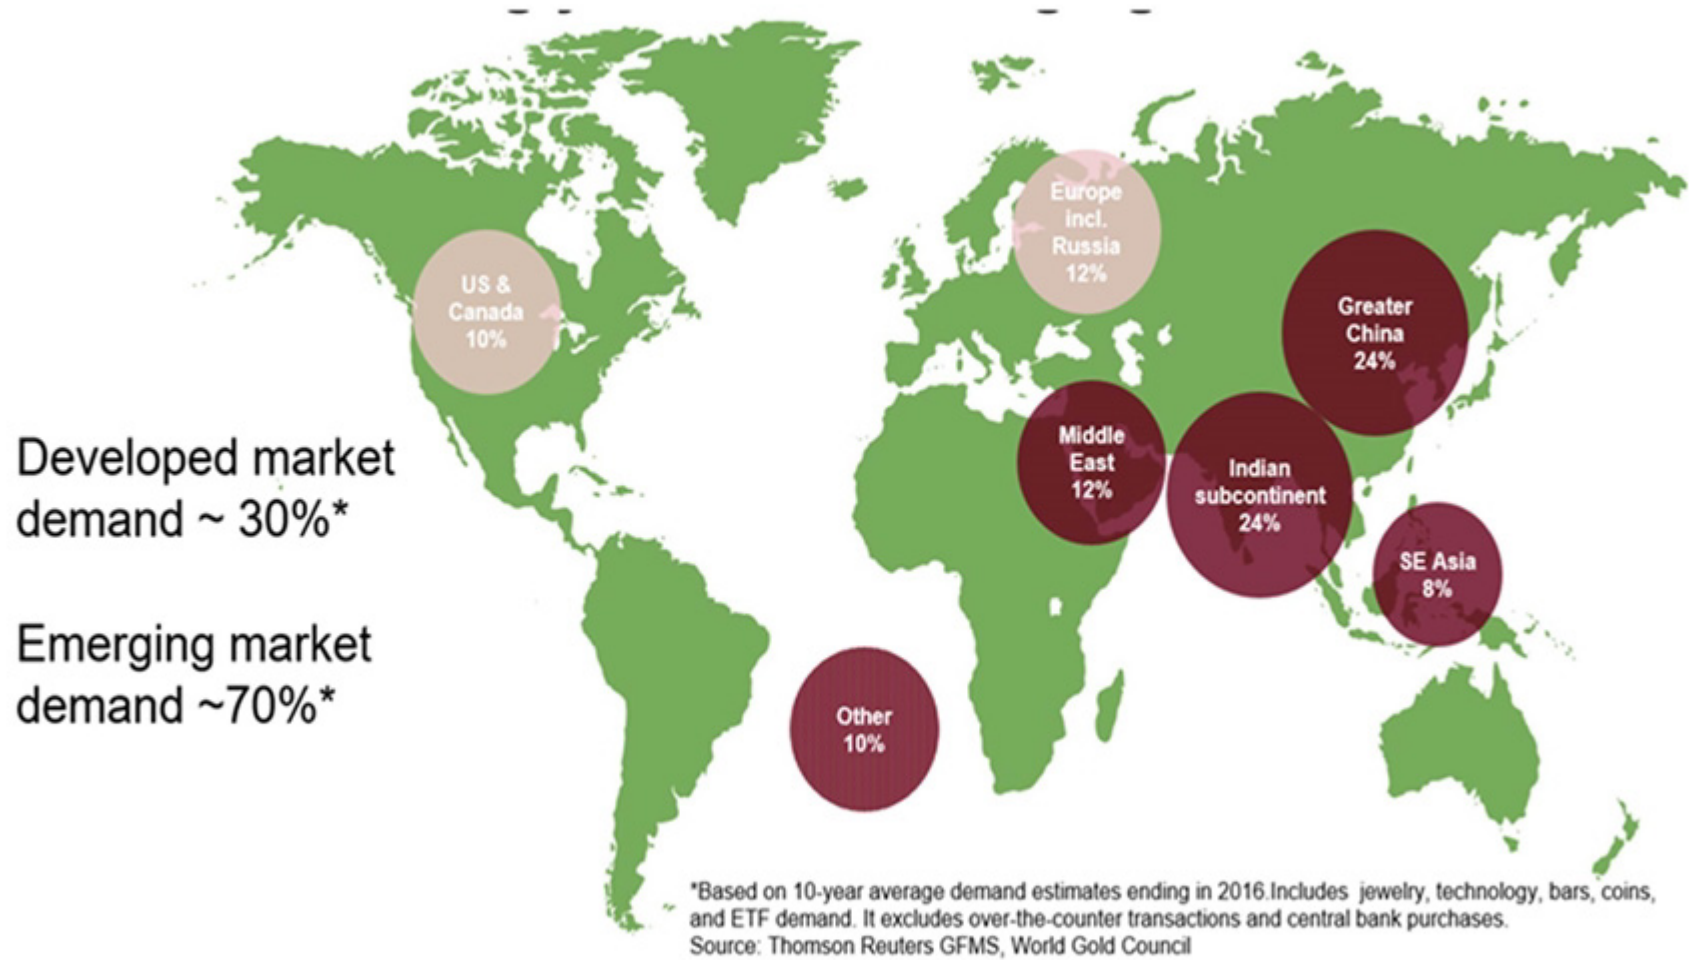 Europe
incl.
Russia
12%
US &
Canada
10%
Greater
China
24%
Middle
East
12%
Indian
subcontinent
24%
SE Asia
8%
Other
10%
Developed market
demand ~ 30%*
Emerging market
demand ~70%*
*Based on 10-year average demand estimates ending in 2016.Includes jewelry, technology, bars, coins,
and ETF demand. It excludes over-the-counter transactions and central bank purchases.
Source: Thomson Reuters GFMS, World Gold Council